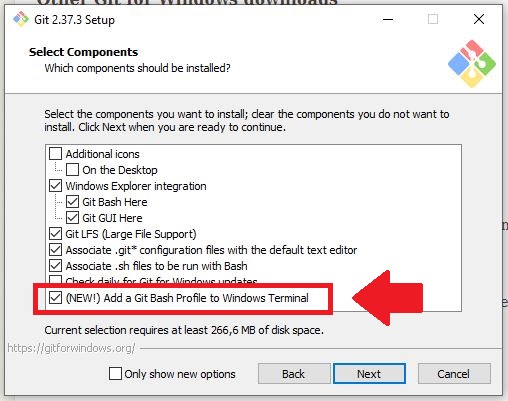 Other Git for Windows downloads
Git 2.37.3 Setup
Select Components
Which components should be installed?
Select the components you want to install; clear the components you do not want to
install. Click Next when you are ready to continue.
Additional icons
On the Desktop
Windows Explorer integration
Git Bash Here
Git GUI Here
Git LFS (Large File Support)
Associate .git* configuration files with the default text editor
Associate .sh files to be run with Bash
Check daily for Git for Windows updates
(NEW!) Add a Git Bash Profile to Windows Terminal
Current selection requires at least 266,6 MB of disk space.
https://gitforwindows.org/
Only show new options
Back
Next
Cancel